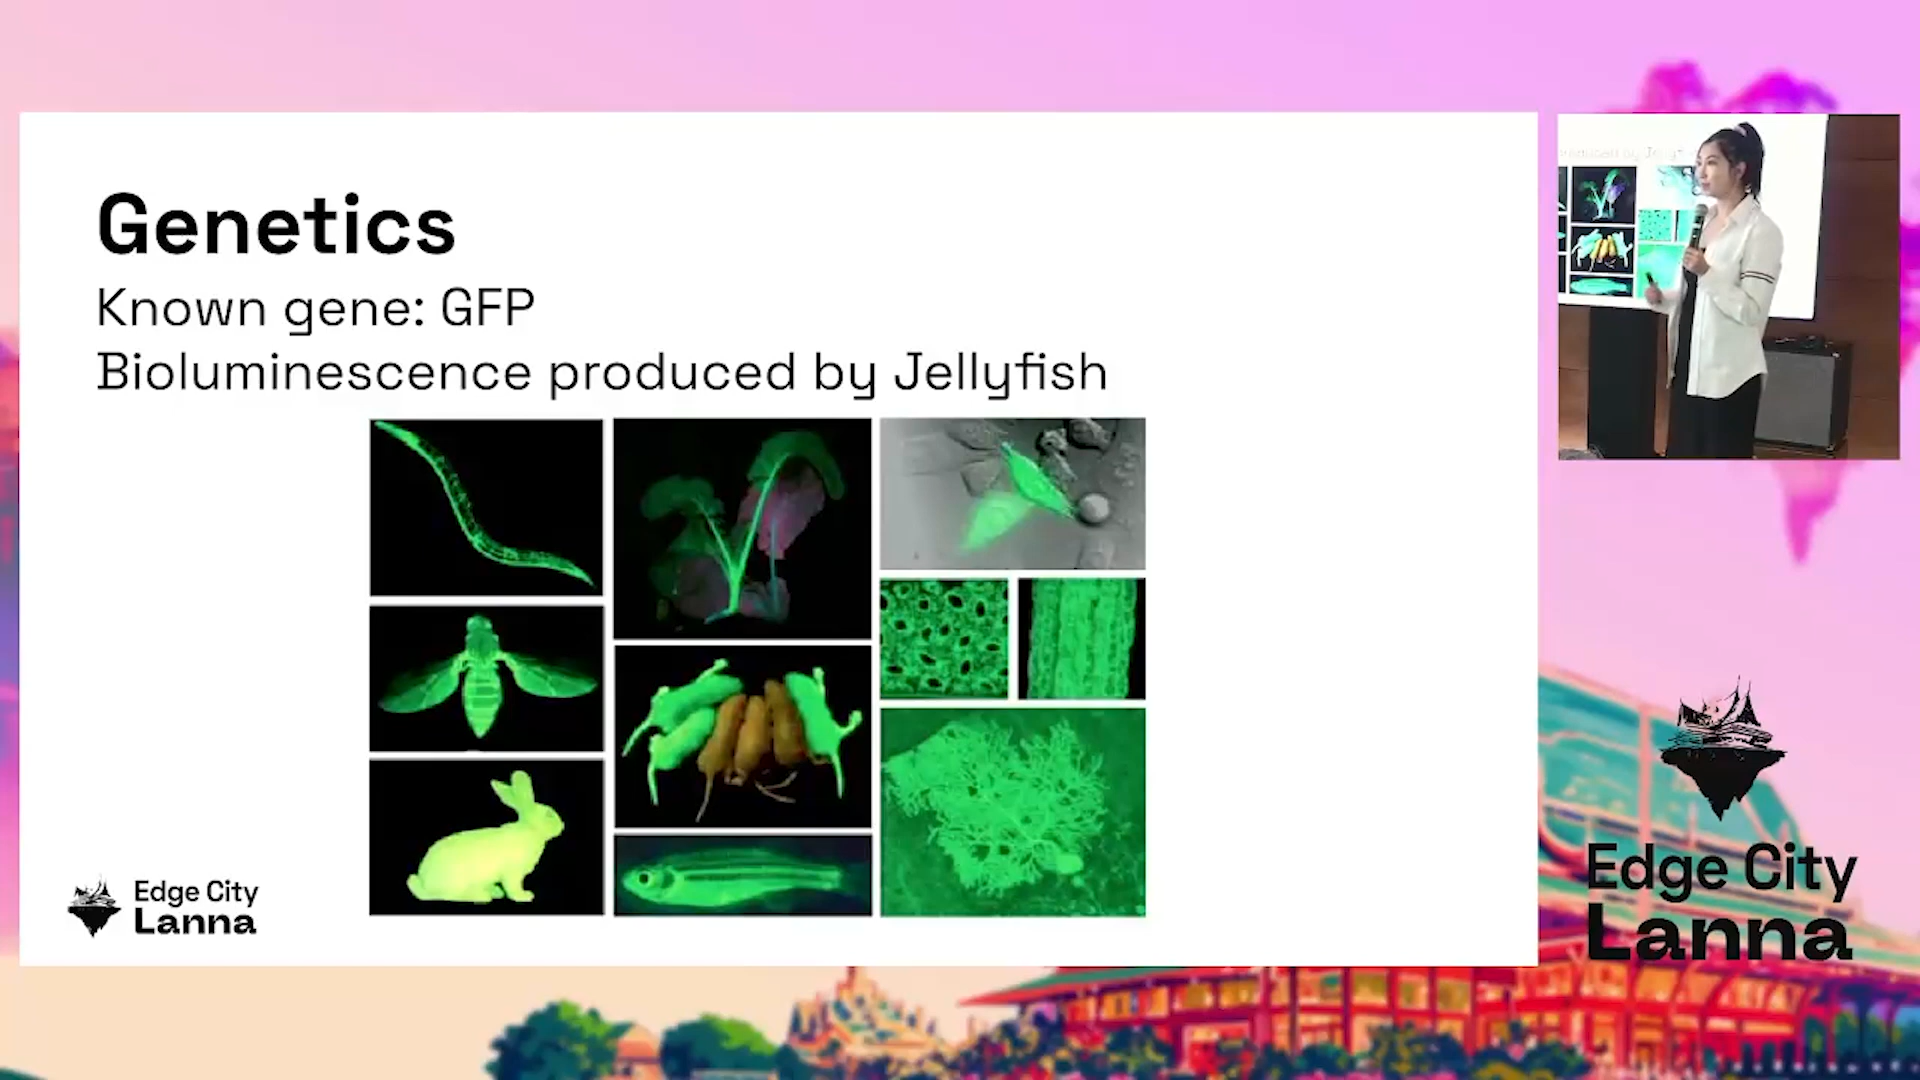 Genetics
Known gene: GFP
Bioluminescence produced by Jellyfish
Edge City
Lanna
Edge City
Lanna